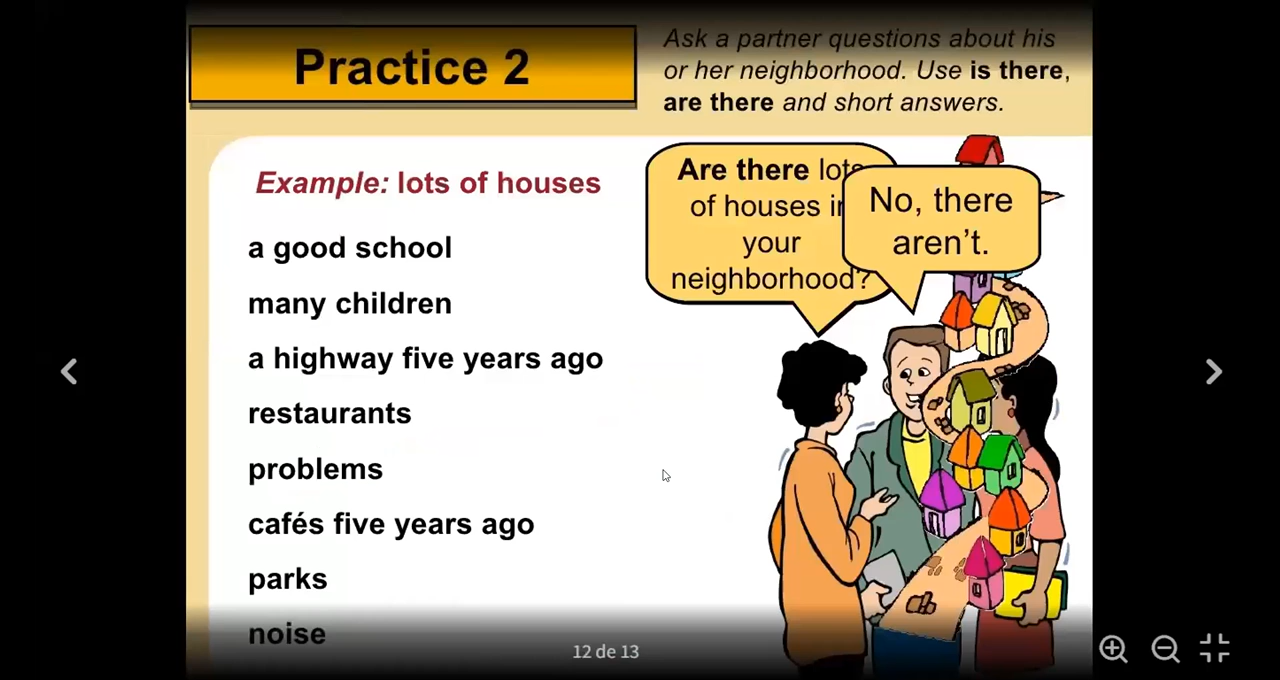 Practice 2
Ask a partner questions about his
or her neighborhood. Use is there,
are there and short answers.
Example: lots of houses
a good school
many children
a highway five years ago
restaurants
problems
cafés five years ago
parks
noise
Are there lots
of houses in
your
neighborhood?
No, there
aren't.
12 de 13